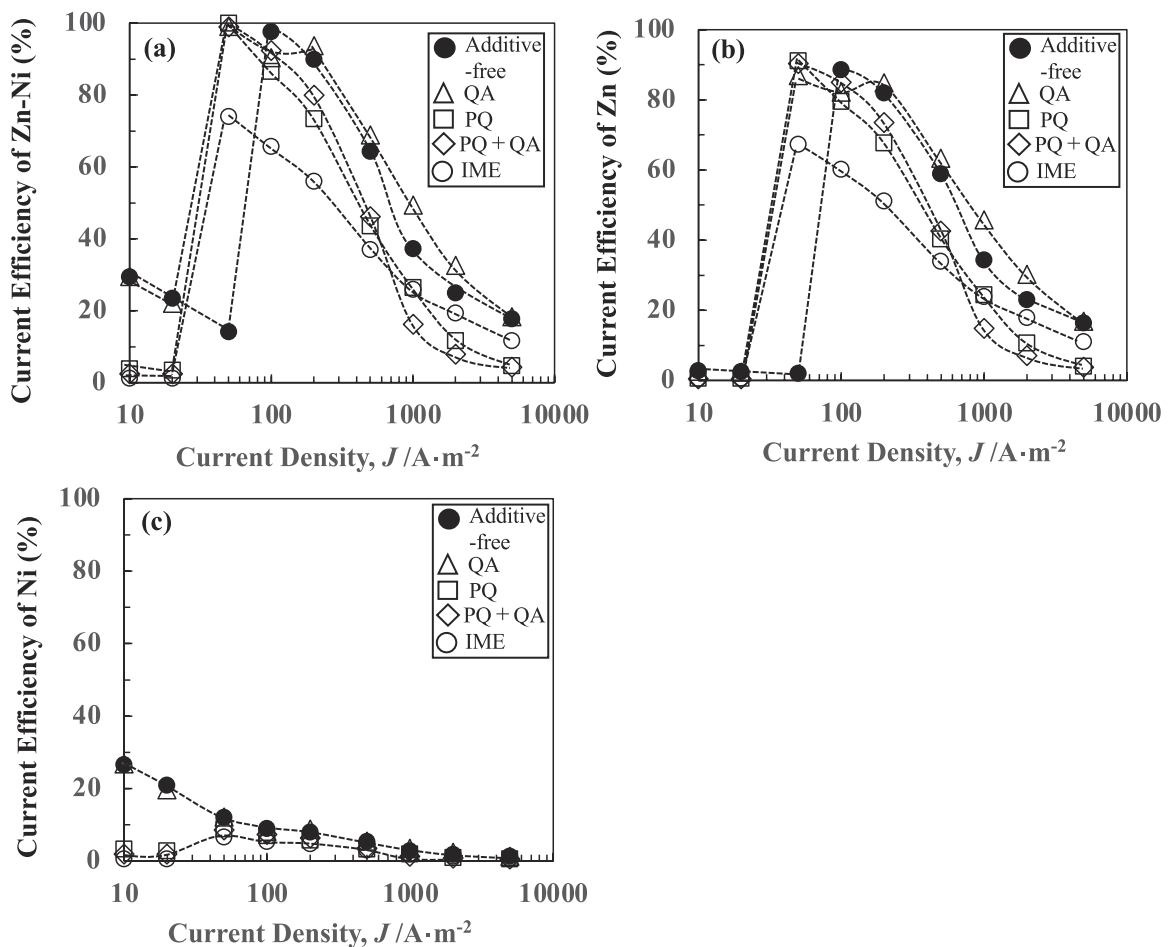 Current Efficiency of Zn-Ni (%)
100
80
60
40
20
0
(a)
Additive
-free
QA
PQ
PQ + QA
IME
10
100
1000
10000
Current Density, J /A·m-2
Current Efficiency of Zn (%)
100
80
60
40
20
0
(b)
Additive
-free
QA
PQ
PQ + QA
IME
10
100
1000
10000
Current Density, J /A·m-2
Current Efficiency of Ni (%)
100
80
60
40
20
0
(c)
Additive
-free
QA
PQ
PQ + QA
IME
10
100
1000
10000
Current Density, J /A·m-2